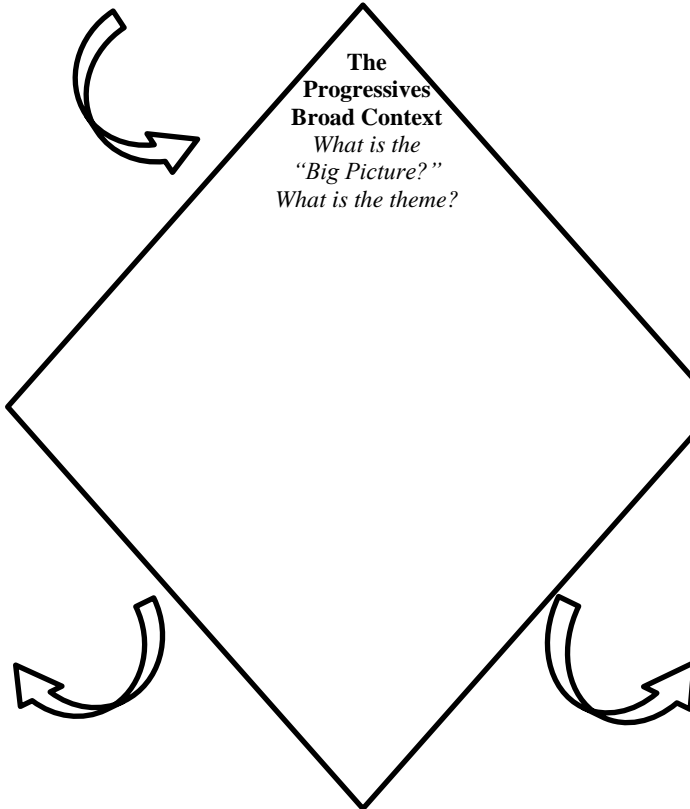 The
Progressives
Broad Context
What is the
“Big Picture?”
What is the theme?